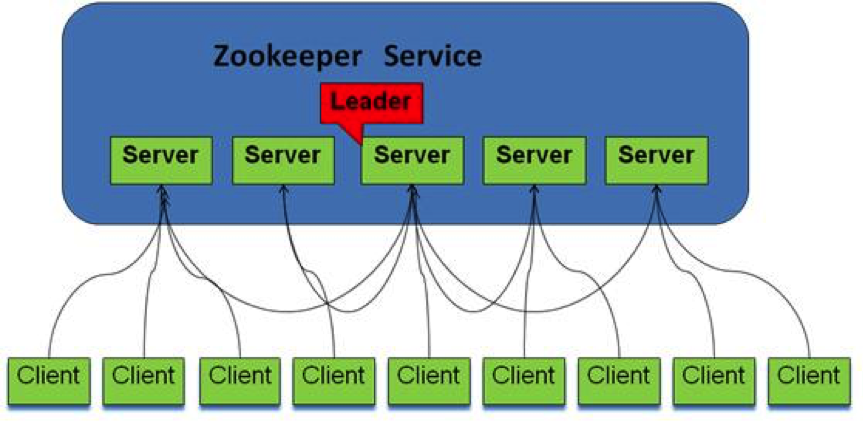 Zookeeper Service
Leader
Server Server Server Server Server
Client Client Client Client Client Client Client Client Client